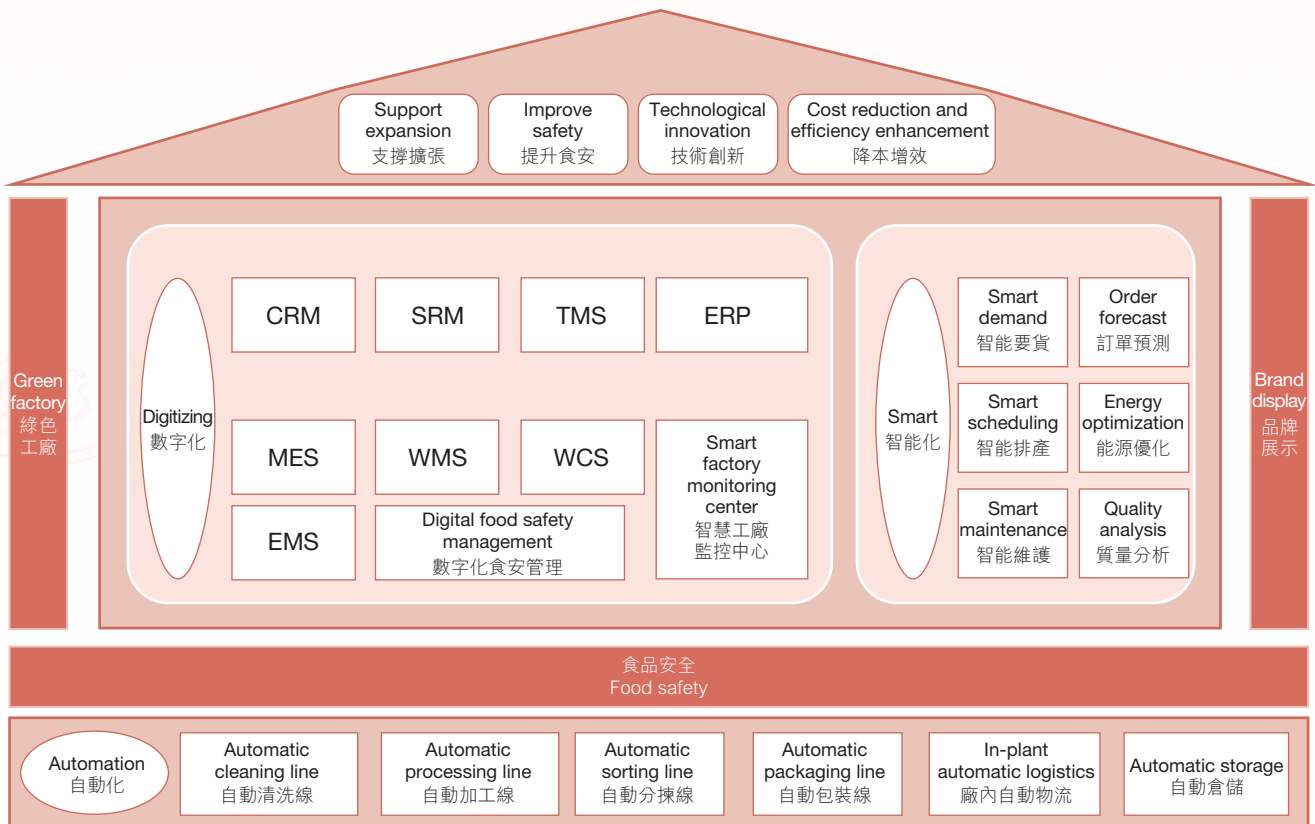 Support
expansion
支撐擴張
Improve
safety
提升食安
Technological
innovation
技術創新
Cost reduction and
efficiency enhancement
降本增效
Green
factory
綠色
工廠
Digitizing
數字化
CRM
SRM
TMS
ERP
MES
WMS
WCS
Smart
factory
monitoring
center
智慧工廠
監控中心
EMS
Digital food safety
management
數字化食安管理
Smart
智能化
Smart
demand
智能要貨
Order
forecast
訂單預測
Smart
scheduling
智能排產
Energy
optimization
能源優化
Smart
maintenance
智能維護
Quality
analysis
質量分析
Brand
display
品牌
展示
食品安全
Food safety
Automation
自動化
Automatic
cleaning line
自動清洗線
Automatic
processing line
自動加工線
Automatic
sorting line
自動分揀線
Automatic
packaging line
自動包裝線
In-plant
automatic logistics
廠內自動物流
Automatic storage
自動倉儲